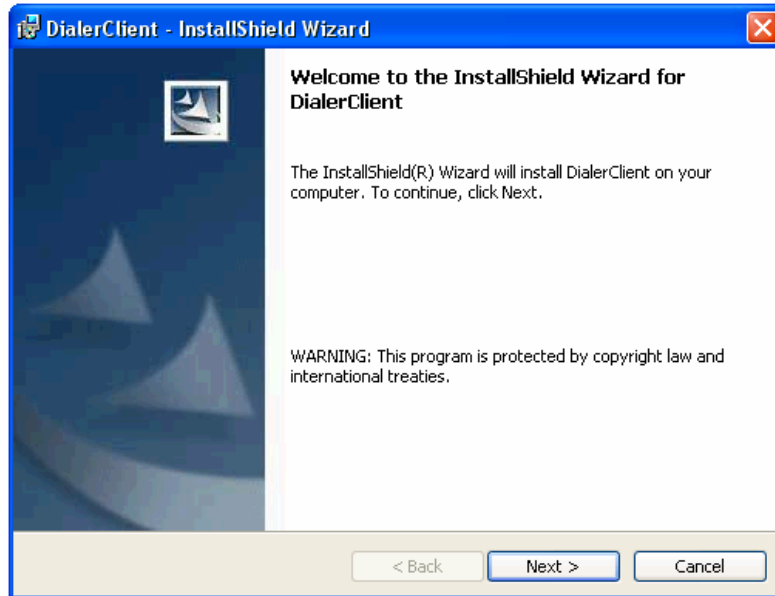 DialerClient - InstallShield Wizard
Welcome to the InstallShield Wizard for
DialerClient
The InstallShield(R) Wizard will install DialerClient on your
computer. To continue, click Next.
WARNING: This program is protected by copyright law and
international treaties.
< Back
Next >
Cancel